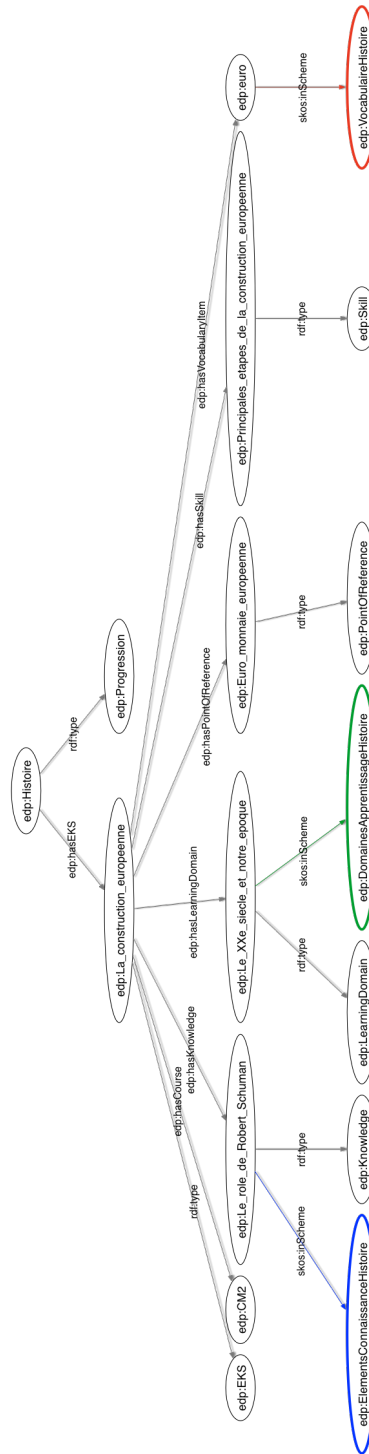 edp:Histoire
rdf:type
edp:hasEKS
edp:Progression
edp:La_construction_europeenne
rdf:type
edp:hasCourse
edp:hasKnowledge
edp:hasLearningDomain
edp:hasPointOfReference
edp:hasSkill
edp:hasVocabularyItem
edp:EKS
edp:CM2
edp:Le_role_de_Robert_Schuman
edp:Le_XXe_siecle_et_notre_epoque
edp:Euro_monnaie_europeenne
edp:Principales_etapes_de_la_construction_europeenne
edp:euro
skos:inScheme
rdf:type
rdf:type
skos:inScheme
rdf:type
rdf:type
skos:inScheme
edp:ElementsConnaissanceHistoire
edp:Knowledge
edp:LearningDomain
edp:DomainesApprentissageHistoire
edp:PointOfReference
edp:Skill
edp:VocabulaireHistoire